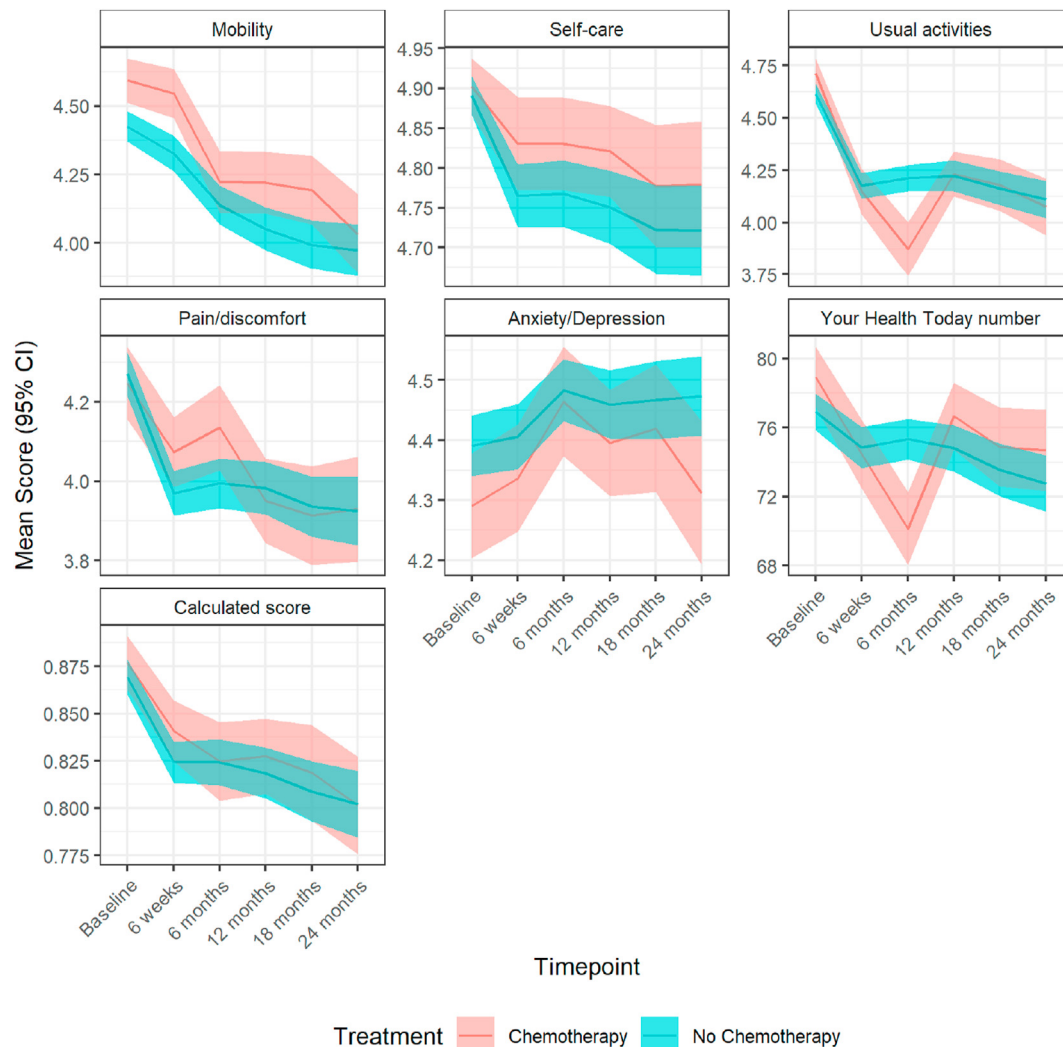 Mobility
Self-care
Usual activities
4.50
4.25
4.00
4.95
4.90
4.85
4.80
4.75
4.70
4.75
4.50
4.25
4.00
3.75
Pain/discomfort
Anxiety/Depression
Your Health Today number
4.2
4.0
3.8
4.5
4.4
4.3
4.2
80
76
72
68
Mean Score (95% CI)
Baseline
6 weeks
6 months
12 months
18 months
24 months
Baseline
6 weeks
6 months
12 months
18 months
24 months
Calculated score
0.875
0.850
0.825
0.800
0.775
Baseline
6 weeks
6 months
12 months
18 months
24 months
Timepoint
Treatment Chemotherapy No Chemotherapy